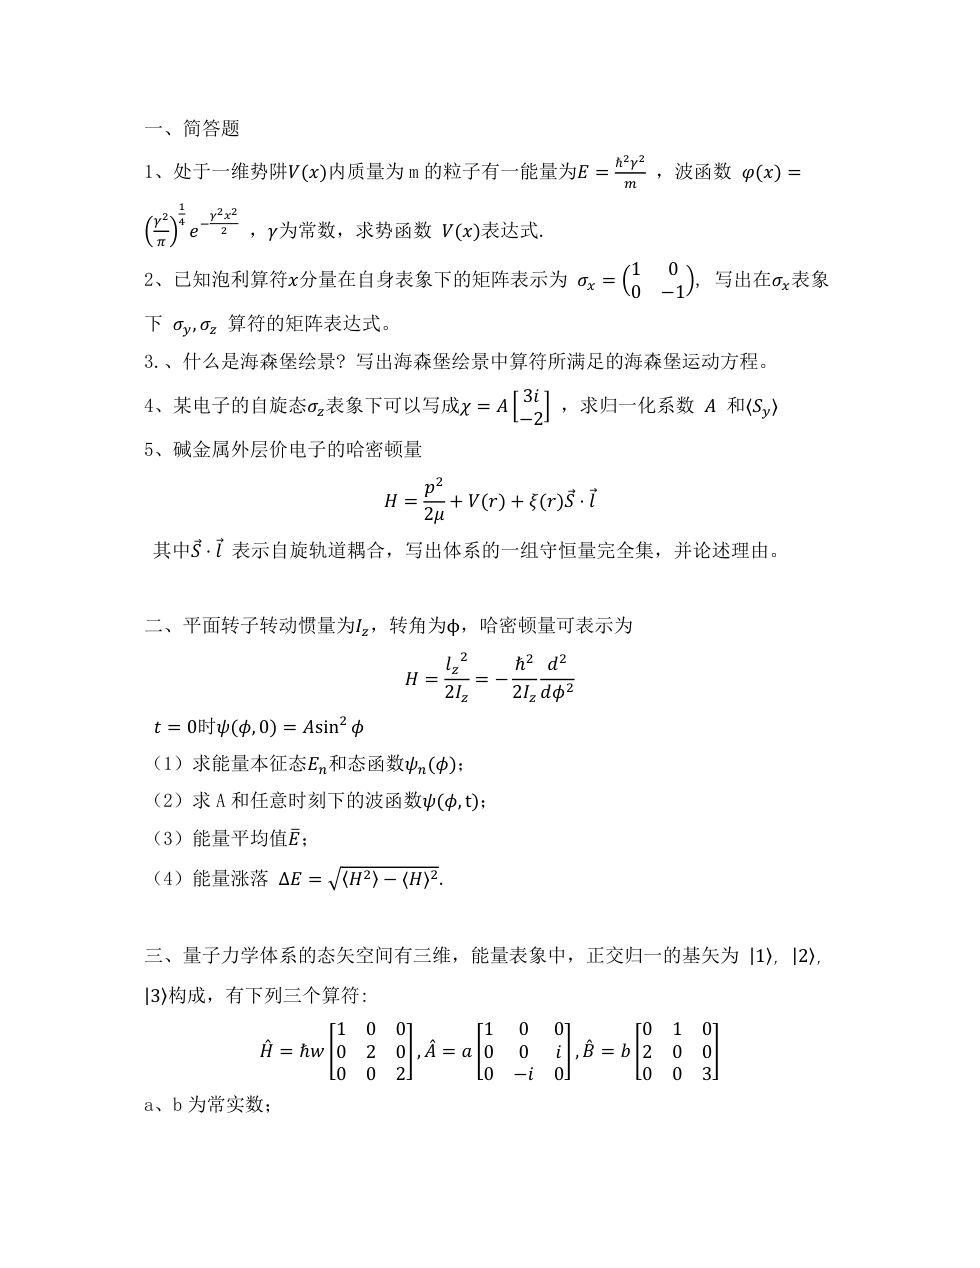 一、简答题
1、处于一维势阱V(x)内质量为 m 的粒子有一能量为E = ħ²γ²/m ，波函数 φ(x) =
(γ²/π)^(1/4) e^(−γ²x²/2) ，γ为常数，求势函数 V(x)表达式.
2、已知泡利算符x分量在自身表象下的矩阵表示为 σₓ = (1 0; 0 −1)，写出在σₓ表象
下 σ_y, σ_z 算符的矩阵表达式。
3.、什么是海森堡绘景？写出海森堡绘景中算符所满足的海森堡运动方程。
4、某电子的自旋态σ_z表象下可以写成χ = A [3i; −2] ，求归一化系数 A 和⟨S_y⟩
5、碱金属外层价电子的哈密顿量
H = p²/2μ + V(r) + ξ(r)S⃗ · l⃗
其中S⃗ · l⃗ 表示自旋轨道耦合，写出体系的一组守恒量完全集，并论述理由。
二、平面转子转动惯量为I_z，转角为ϕ，哈密顿量可表示为
H = l_z²/2I_z = − ħ²/2I_z d²/dϕ²
t = 0时ψ(ϕ, 0) = Asin² ϕ
（1）求能量本征态E_n和态函数ψ_n(ϕ)；
（2）求 A 和任意时刻下的波函数ψ(ϕ, t)；
（3）能量平均值E̅；
（4）能量涨落 ΔE = √(⟨H²⟩ − ⟨H⟩²).
三、量子力学体系的态矢空间有三维，能量表象中，正交归一的基矢为 |1⟩，|2⟩，
|3⟩构成，有下列三个算符：
Ĥ = ħw [1 0 0; 0 2 0; 0 0 2] , Â = a [1 0 0; 0 0 i; 0 −i 0] , B̂ = b [0 1 0; 2 0 0; 0 0 3]
a、b 为常实数；